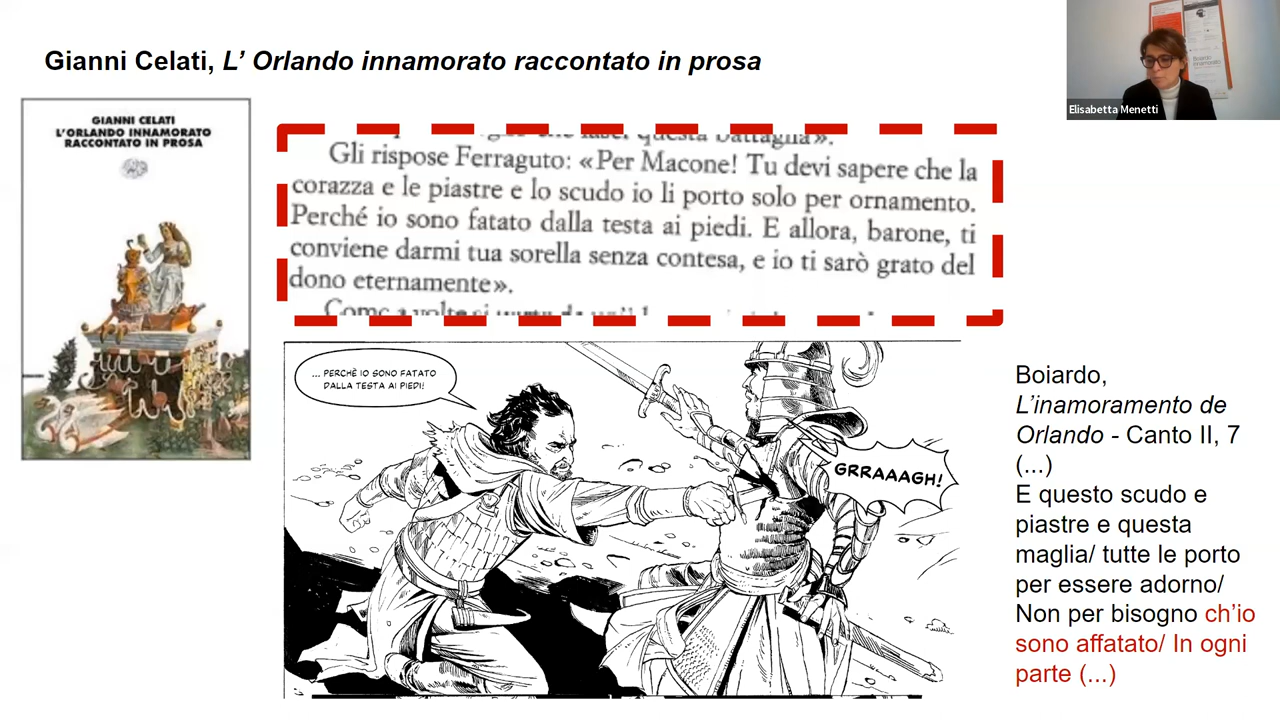 Gianni Celati, L' Orlando innamorato raccontato in prosa
Elisabetta Menetti
GIANNI CELATI
L'ORLANDO INNAMORATO
RACCONTATO IN PROSA
questa battaglia».
Gli rispose Ferraguto: «Per Macone! Tu devi sapere che la
corazza e le piastre e lo scudo io li porto solo per ornamento.
Perché io sono fatato dalla testa ai piedi. E allora, barone, ti
conviene darmi tua sorella senza contesa, e io ti sarò grato del
dono eternamente».
Come a volte si
... PERCHÈ IO SONO FATATO
DALLA TESTA AI PIEDI!
GRRAAAGH!
Boiardo,
L'inamoramento de
Orlando - Canto II, 7
(...)
E questo scudo e
piastre e questa
maglia/ tutte le porto
per essere adorno/
Non per bisogno ch'io
sono affatato/ In ogni
parte (...)